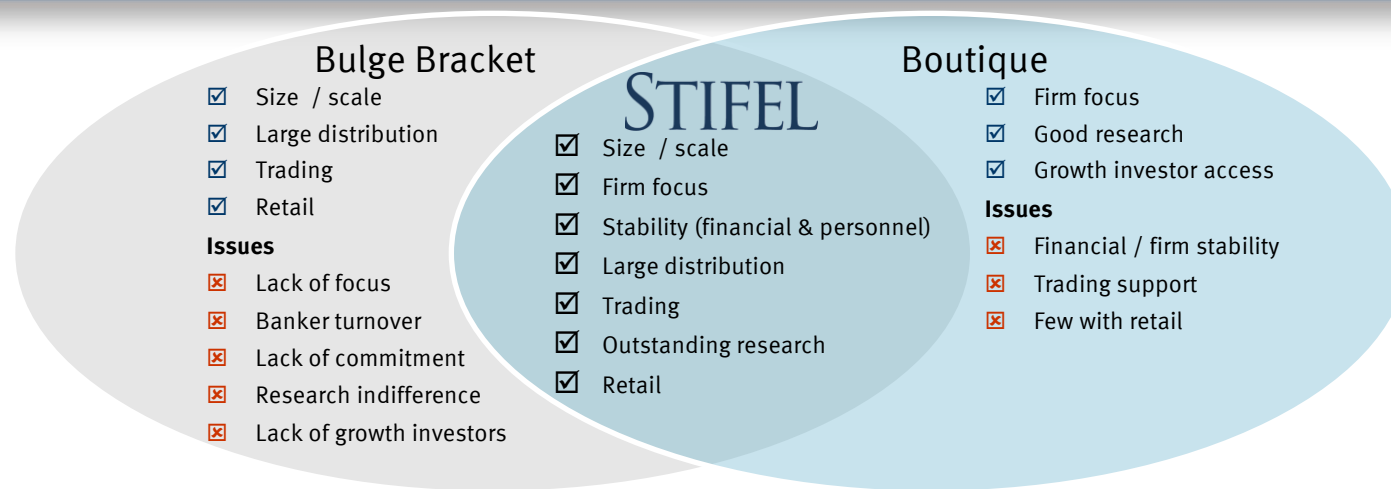 Bulge Bracket
☑ Size / scale
☑ Large distribution
☑ Trading
☑ Retail
Issues
☒ Lack of focus
☒ Banker turnover
☒ Lack of commitment
☒ Research indifference
☒ Lack of growth investors
STIFEL
☑ Size / scale
☑ Firm focus
☑ Stability (financial & personnel)
☑ Large distribution
☑ Trading
☑ Outstanding research
☑ Retail
Boutique
☑ Firm focus
☑ Good research
☑ Growth investor access
Issues
☒ Financial / firm stability
☒ Trading support
☒ Few with retail